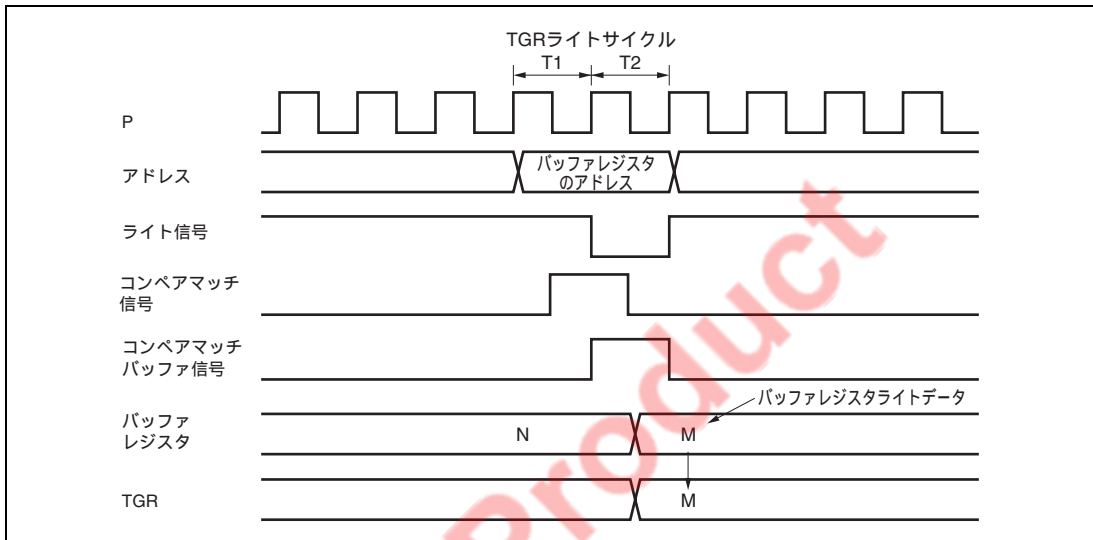 TGRライトサイクル
T1 T2
P
アドレス
バッファレジスタ
のアドレス
ライト信号
コンペアマッチ
信号
コンペアマッチ
バッファ信号
バッファレジスタライトデータ
バッファ
レジスタ
N M
TGR
M
Product